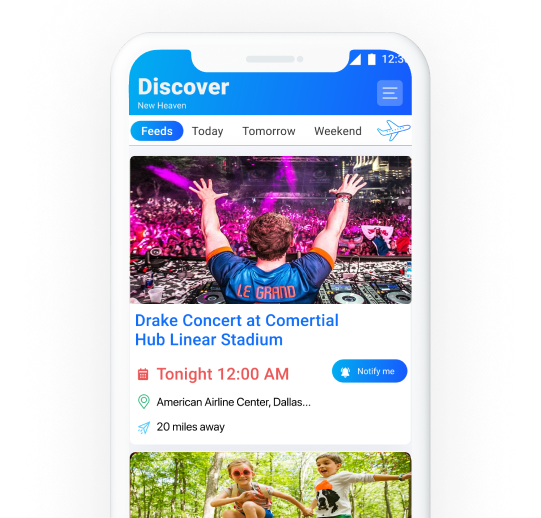 12:3
Discover
New Heaven
Feeds
Today
Tomorrow
Weekend
LE GRAND
Drake Concert at Comertial
Hub Linear Stadium
Tonight 12:00 AM
Notify me
American Airline Center, Dallas...
20 miles away